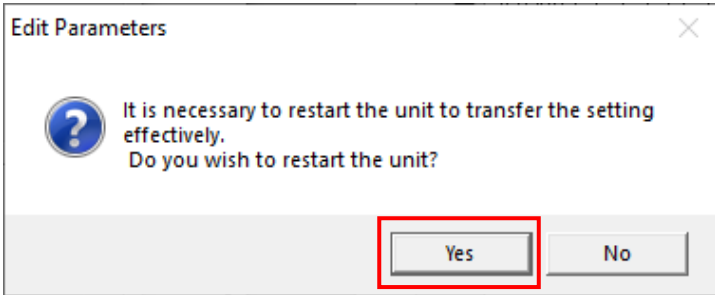 Edit Parameters
It is necessary to restart the unit to transfer the setting
effectively.
Do you wish to restart the unit?
Yes
No